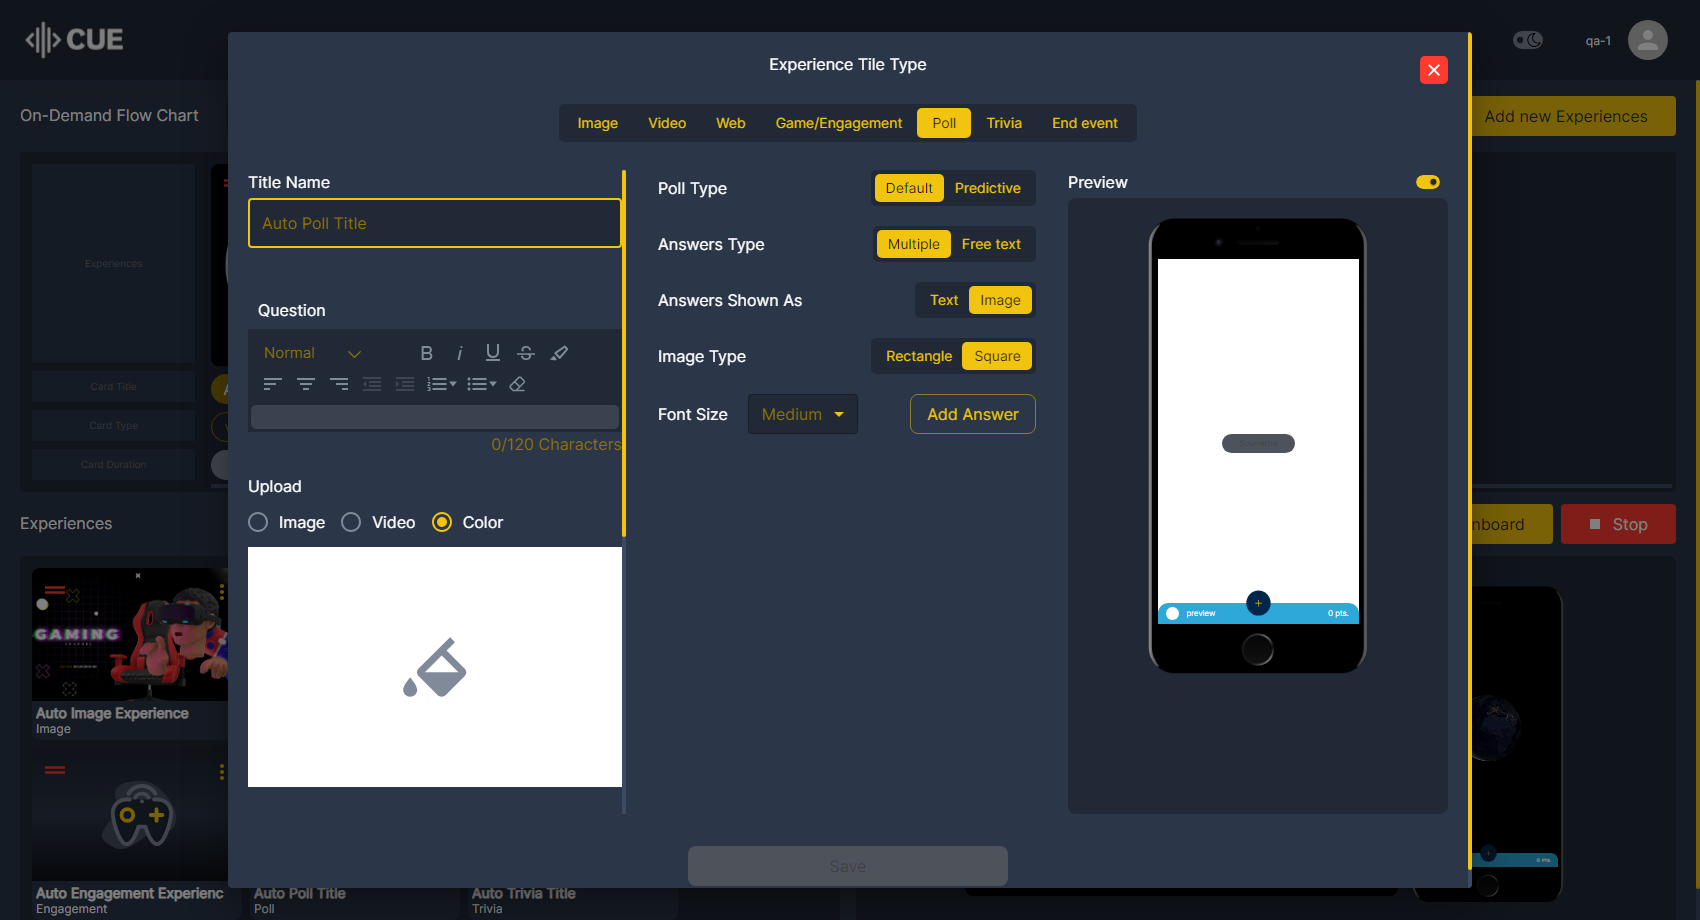 CUE
Experience Tile Type
qa-1
On-Demand Flow Chart
Add new Experiences
Image
Video
Web
Game/Engagement
Poll
Trivia
End event
Title Name
Auto Poll Title
Question
Normal
B
i
U
S
0/120 Characters
Upload
Image
Video
Color
Poll Type
Default
Predictive
Answers Type
Multiple
Free text
Answers Shown As
Text
Image
Image Type
Rectangle
Square
Font Size
Medium
Add Answer
Preview
preview
+
0 pts.
Save
Experiences
Card Title
Card Type
Card Duration
Experiences
nboard
Stop
GAMING
Auto Image Experience
Image
Auto Engagement Experienc
Engagement
Auto Poll Title
Poll
Auto Trivia Title
Trivia
0 pts.